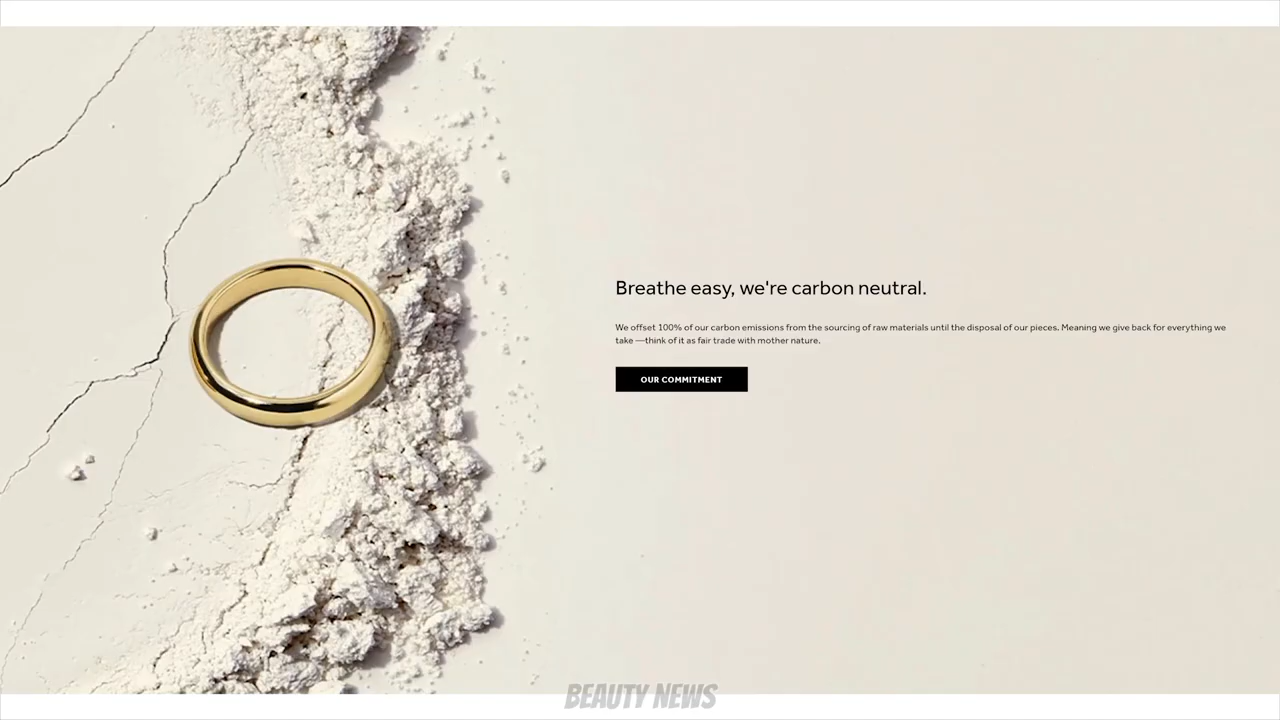 Breathe easy, we're carbon neutral.
We offset 100% of our carbon emissions from the sourcing of raw materials until the disposal of our pieces. Meaning we give back for everything we
take —think of it as fair trade with mother nature.
OUR COMMITMENT
BEAUTY NEWS